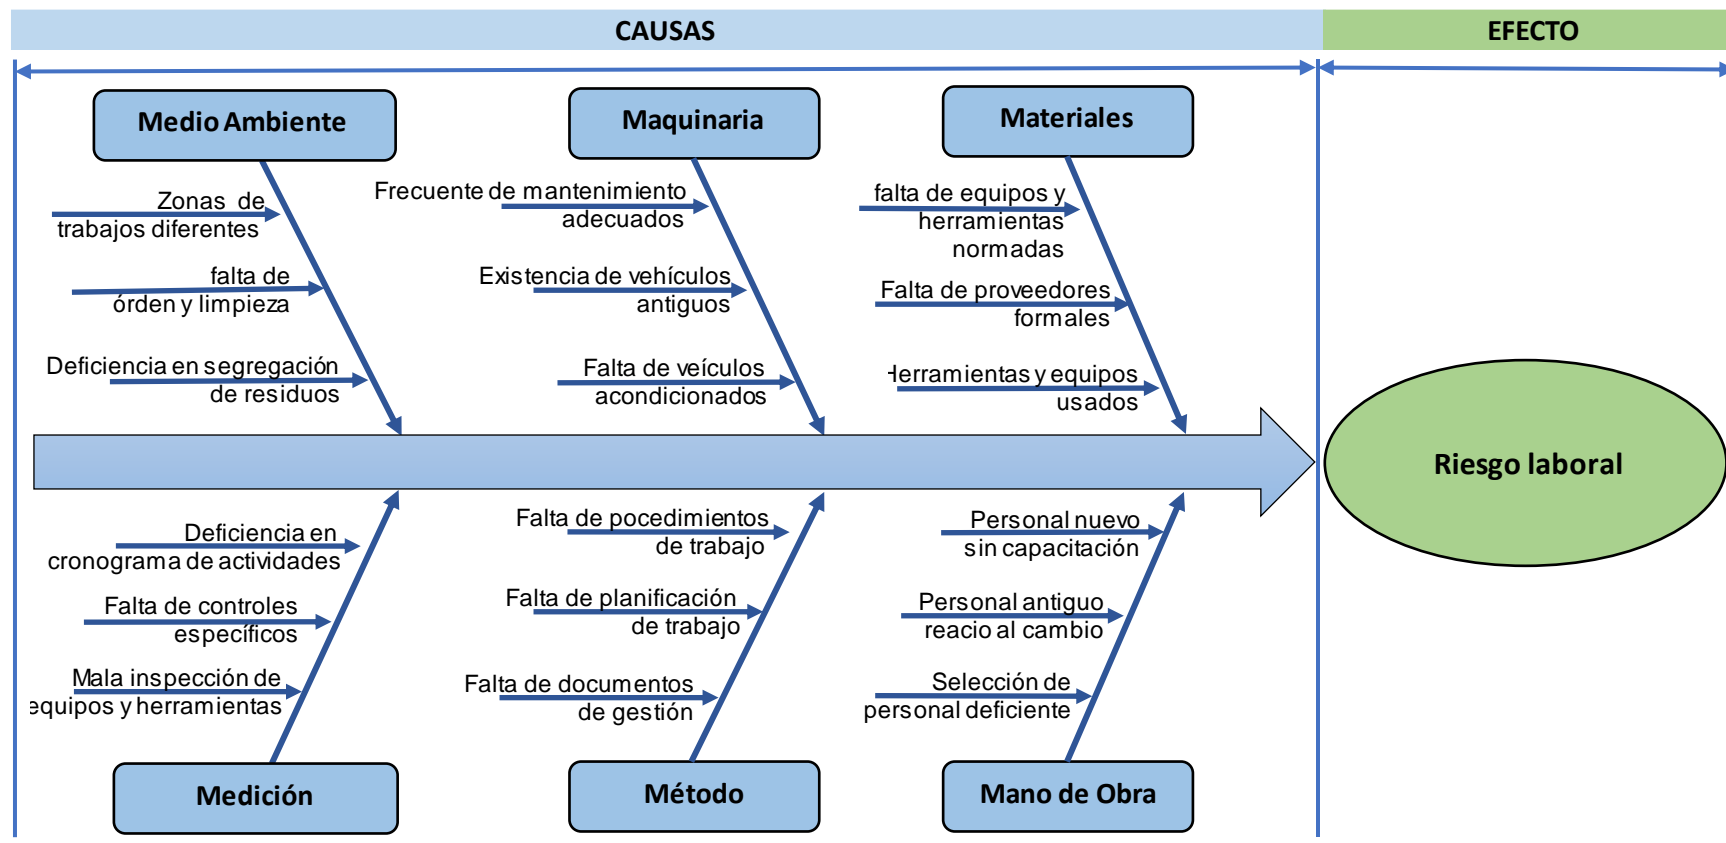 CAUSAS
EFECTO
Medio Ambiente
Maquinaria
Materiales
Zonas de
trabajos diferentes
falta de
órden y limpieza
Deficiencia en segregación
de residuos
Frecuente de mantenimiento
adecuados
Existencia de vehículos
antiguos
Falta de veículos
acondicionados
falta de equipos y
herramientas
normadas
Falta de proveedores
formales
Herramientas y equipos
usados
Riesgo laboral
Deficiencia en
cronograma de actividades
Falta de controles
específicos
Mala inspección de
equipos y herramientas
Falta de pocedimientos
de trabajo
Falta de planificación
de trabajo
Falta de documentos
de gestión
Personal nuevo
sin capacitación
Personal antiguo
reacio al cambio
Selección de
personal deficiente
Medición
Método
Mano de Obra